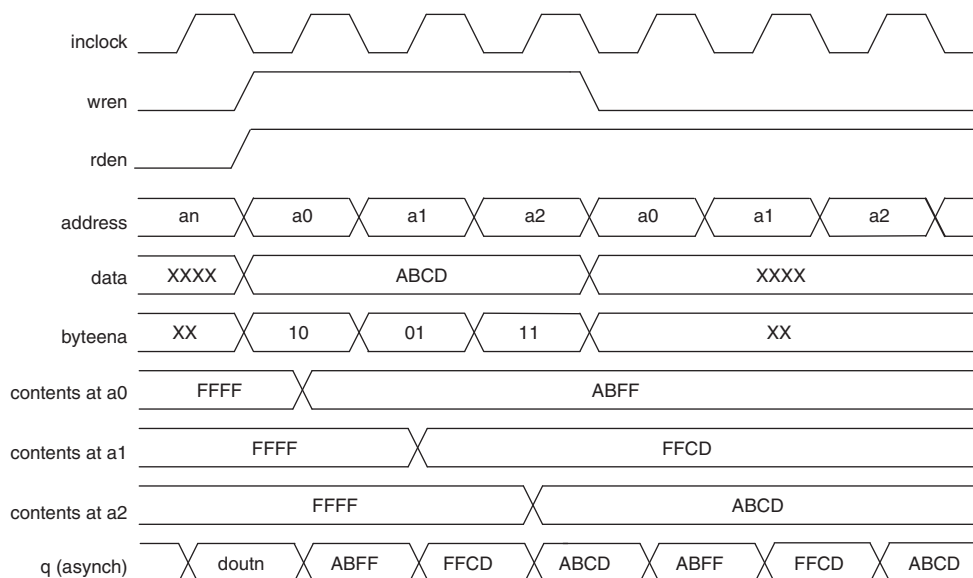 inclock
wren
rden
address an a0 a1 a2 a0 a1 a2
data XXXX ABCD XXXX
byteena XX 10 01 11 XX
contents at a0 FFFF ABFF
contents at a1 FFFF FFCD
contents at a2 FFFF ABCD
q (asynch) doutn ABFF FFCD ABCD ABFF FFCD ABCD